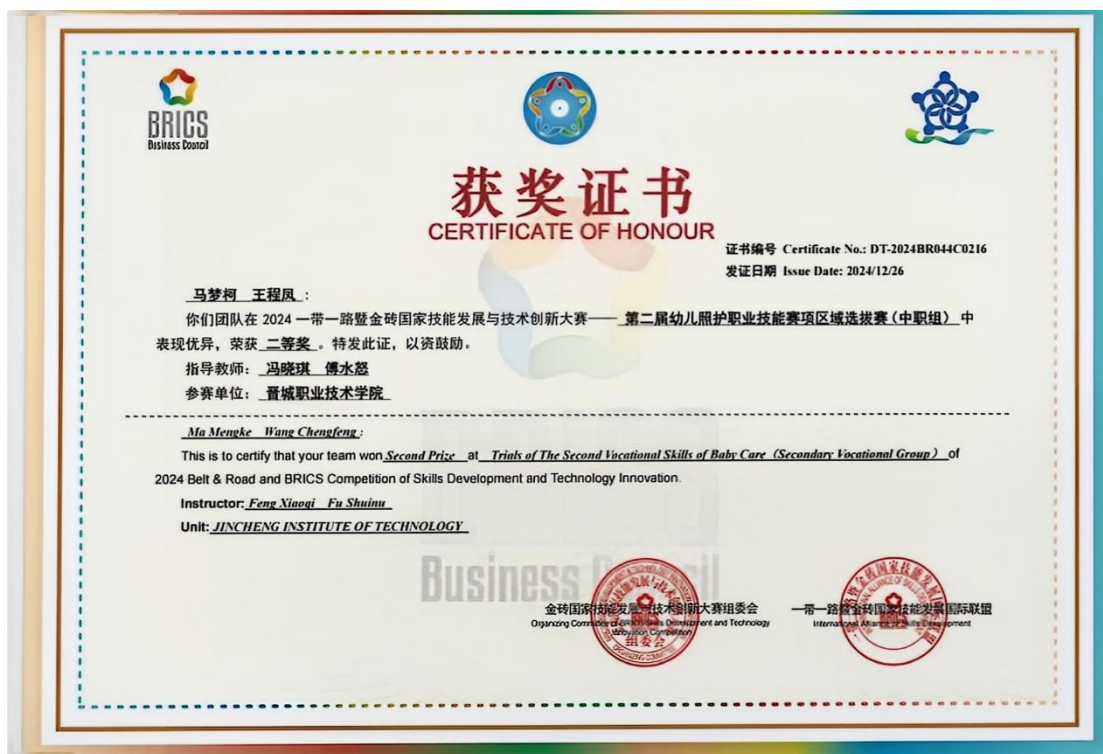 BRICS
Business Council
获奖证书
CERTIFICATE OF HONOUR
证书编号 Certificate No.: DT-2024BR044C0216
发证日期 Issue Date: 2024/12/26
马梦柯 王程凤：
你们团队在 2024 一带一路暨金砖国家技能发展与技术创新大赛—— 第二届幼儿照护职业技能赛项区域选拔赛（中职组） 中
表现优异，荣获 二等奖 。特发此证，以资鼓励。
指导教师： 冯晓琪 傅水怒
参赛单位： 晋城职业技术学院
Ma Mengke Wang Chengfeng :
This is to certify that your team won Second Prize at Trials of The Second Vocational Skills of Baby Care (Secondary Vocational Group) of
2024 Belt & Road and BRICS Competition of Skills Development and Technology Innovation.
Instructor: Feng Xiaoqi Fu Shuinu
Unit: JINCHENG INSTITUTE OF TECHNOLOGY
Business
金砖国家技能发展与技术创新大赛组委会
Organizing Committee of BRICS Skills Development and Technology
Innovation Competition
组委会
一带一路暨金砖国家技能发展国际联盟
International Alliance of Skills Development
BRICS